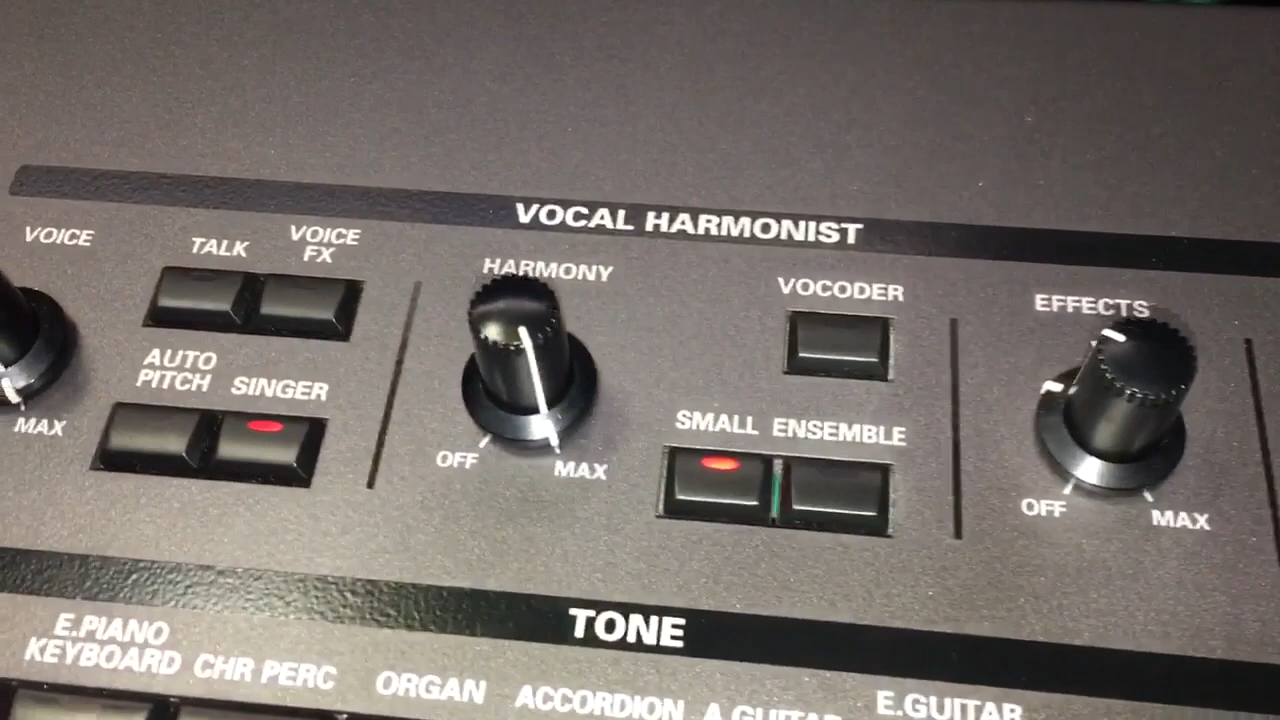 VOCAL HARMONIST
VOICE
TALK
VOICE
FX
HARMONY
VOCODER
EFFECTS
AUTO
PITCH
SINGER
MAX
OFF
MAX
SMALL
ENSEMBLE
OFF
MAX
TONE
E.PIANO
KEYBOARD
CHR PERC
ORGAN
ACCORDION
A.GUITAR
E.GUITAR